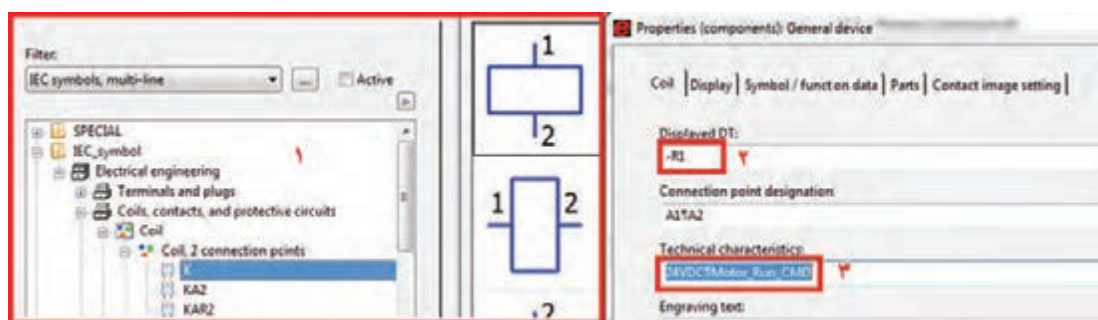 Filter:
IEC symbols, multi-line
...
Active
SPECIAL
IEC_symbol
Electrical engineering
Terminals and plugs
Coils, contacts, and protective circuits
Coil
Coil, 2 connection points
K
KA2
KAR2
۱
1
2
1 2
2
Properties (components): General device
Coil Display Symbol / function data Parts Contact image setting
Displayed DT:
-R1 ۲
Connection point designation:
A1¶A2
Technical characteristics:
24VDC¶Motor_Run_CMD ۳
Engraving text: